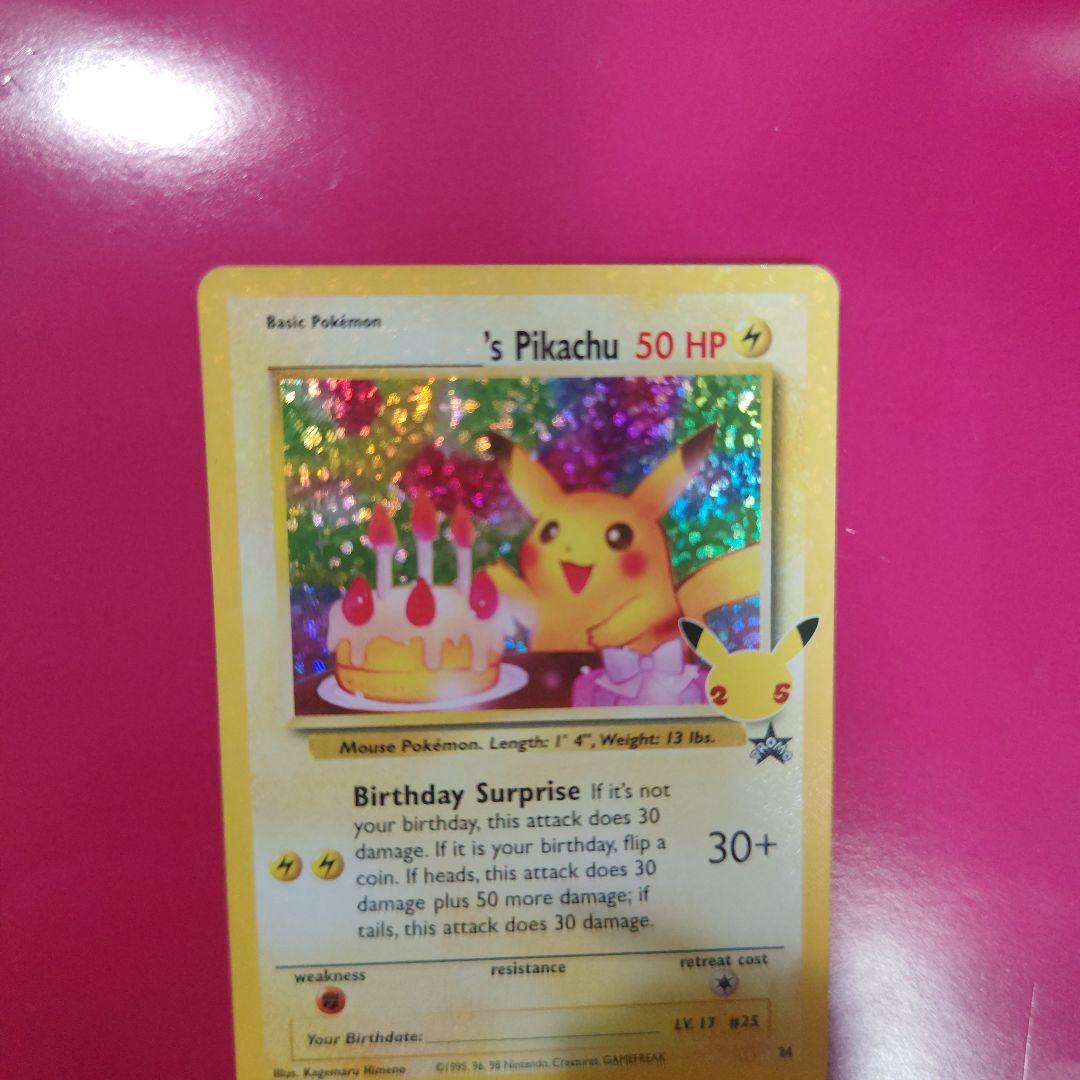 Basic Pokémon
's Pikachu 50 HP
25
Mouse Pokémon. Length: 1' 4", Weight: 13 lbs.
PROMO
Birthday Surprise If it's not
your birthday, this attack does 30
damage. If it is your birthday, flip a
coin. If heads, this attack does 30
damage plus 50 more damage; if
tails, this attack does 30 damage.
30+
weakness resistance retreat cost
Your Birthdate: LV. 17 #25
Illus. Kagemaru Himeno ©1995, 96, 98 Nintendo, Creatures, GAMEFREAK 24